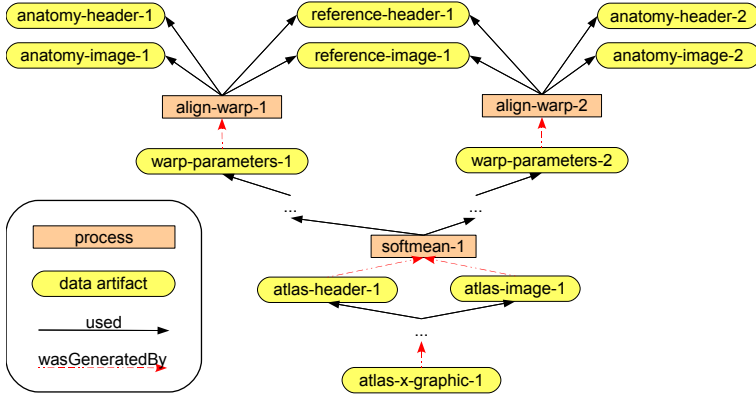 anatomy-header-1
reference-header-1
anatomy-header-2
anatomy-image-1
reference-image-1
anatomy-image-2
align-warp-1
align-warp-2
warp-parameters-1
warp-parameters-2
...
...
softmean-1
atlas-header-1
atlas-image-1
...
atlas-x-graphic-1
process
data artifact
used
wasGeneratedBy